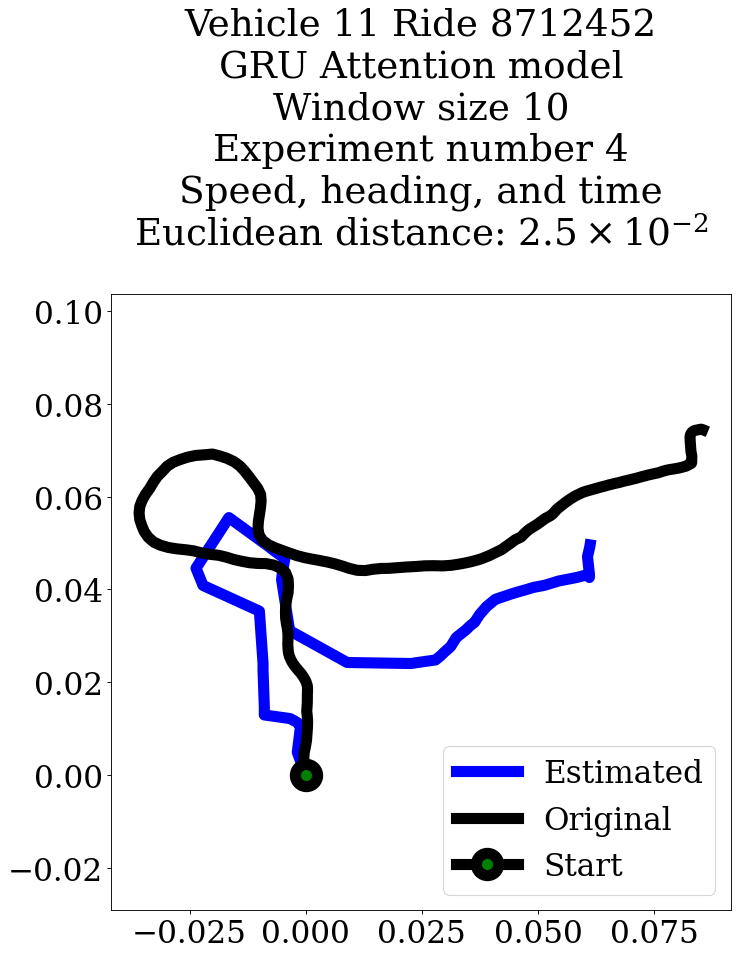 Vehicle 11 Ride 8712452
GRU Attention model
Window size 10
Experiment number 4
Speed, heading, and time
Euclidean distance: 2.5 × 10⁻²
0.10
0.08
0.06
0.04
0.02
0.00
−0.02
Estimated
Original
Start
−0.025 0.000 0.025 0.050 0.075